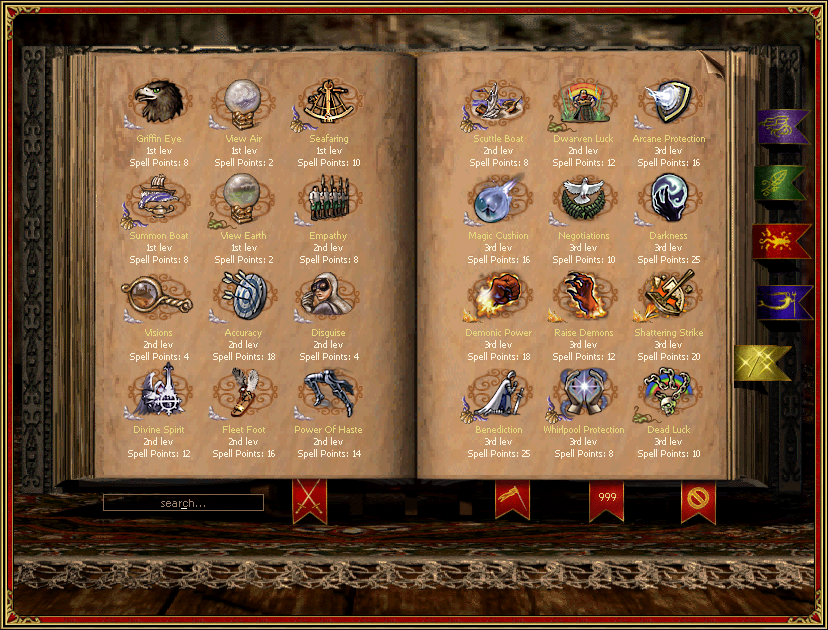 Griffin Eye
1st lev
Spell Points: 8
View Air
1st lev
Spell Points: 2
Seafaring
1st lev
Spell Points: 10
Summon Boat
1st lev
Spell Points: 8
View Earth
1st lev
Spell Points: 2
Empathy
2nd lev
Spell Points: 8
Visions
2nd lev
Spell Points: 4
Accuracy
2nd lev
Spell Points: 18
Disguise
2nd lev
Spell Points: 4
Divine Spirit
2nd lev
Spell Points: 12
Fleet Foot
2nd lev
Spell Points: 16
Power Of Haste
2nd lev
Spell Points: 14
Scuttle Boat
2nd lev
Spell Points: 8
Dwarven Luck
2nd lev
Spell Points: 12
Arcane Protection
3rd lev
Spell Points: 16
Magic Cushion
3rd lev
Spell Points: 16
Negotiations
3rd lev
Spell Points: 10
Darkness
3rd lev
Spell Points: 25
Demonic Power
3rd lev
Spell Points: 18
Raise Demons
3rd lev
Spell Points: 12
Shattering Strike
3rd lev
Spell Points: 20
Benediction
3rd lev
Spell Points: 25
Whirlpool Protection
3rd lev
Spell Points: 8
Dead Luck
3rd lev
Spell Points: 10
search...
999